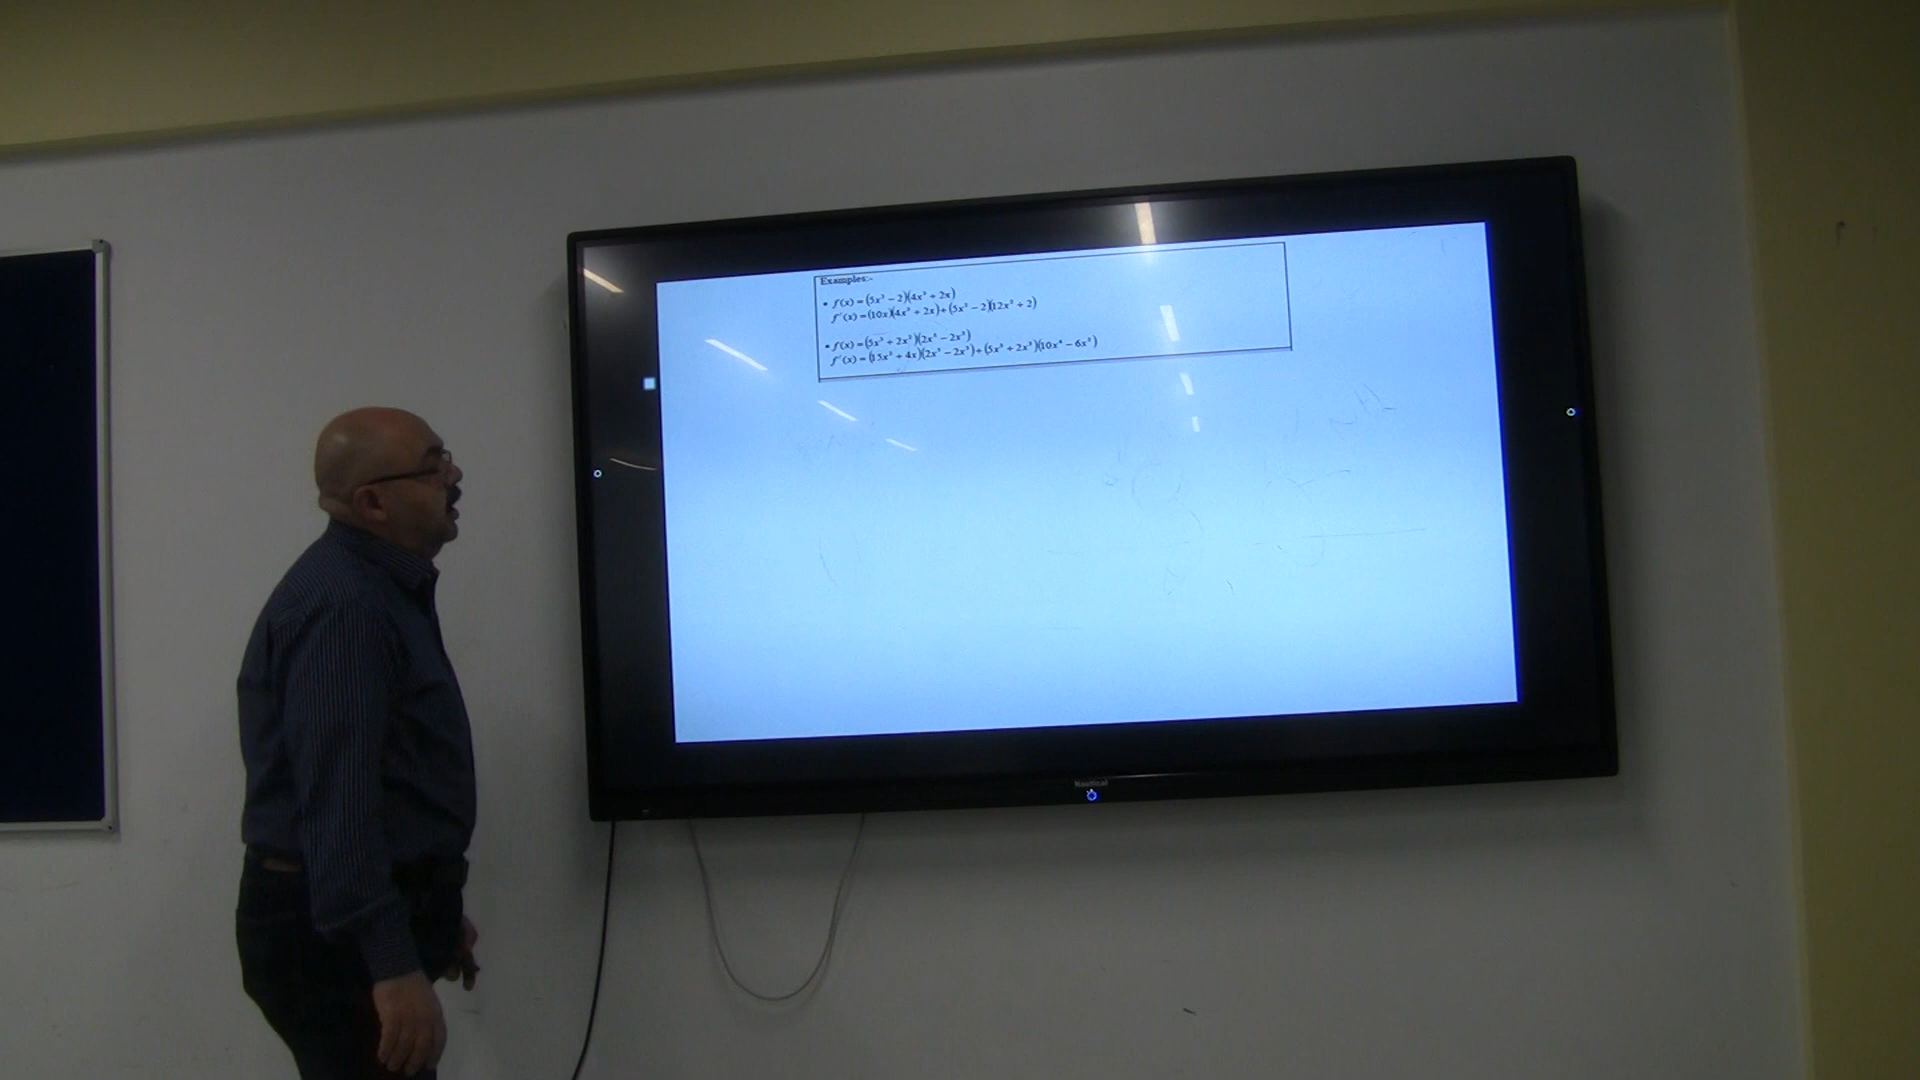 Examples:-
• f(x) = (5x² − 2)(4x³ + 2x)
f′(x) = (10x)(4x³ + 2x) + (5x² − 2)(12x² + 2)
• f(x) = (5x³ + 2x²)(2x⁵ − 2x³)
f′(x) = (15x² + 4x)(2x⁵ − 2x³) + (5x³ + 2x²)(10x⁴ − 6x²)